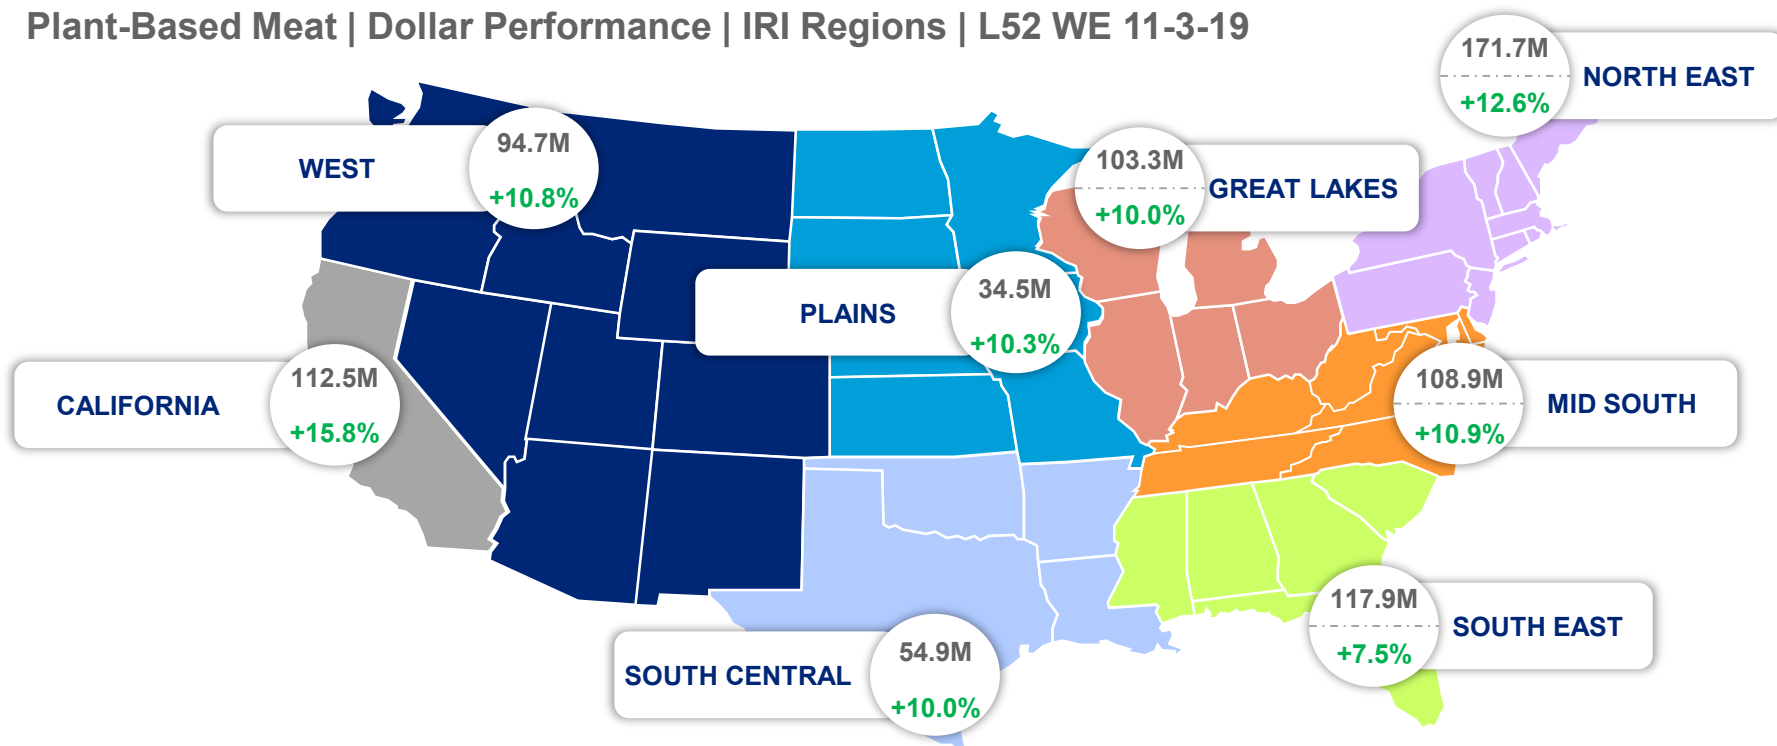 Plant-Based Meat | Dollar Performance | IRI Regions | L52 WE 11-3-19
171.7M
+12.6%
NORTH EAST
WEST
94.7M
+10.8%
103.3M
+10.0%
GREAT LAKES
PLAINS
34.5M
+10.3%
CALIFORNIA
112.5M
+15.8%
108.9M
+10.9%
MID SOUTH
117.9M
+7.5%
SOUTH EAST
SOUTH CENTRAL
54.9M
+10.0%